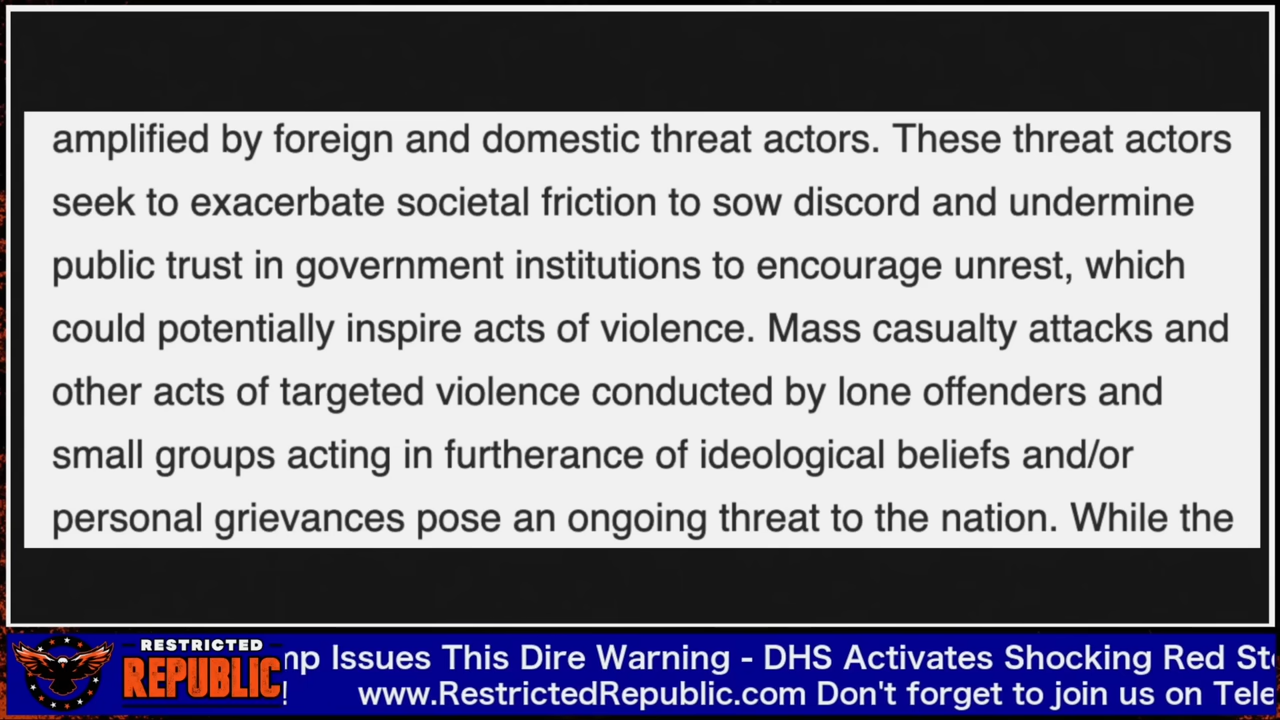 amplified by foreign and domestic threat actors. These threat actors
seek to exacerbate societal friction to sow discord and undermine
public trust in government institutions to encourage unrest, which
could potentially inspire acts of violence. Mass casualty attacks and
other acts of targeted violence conducted by lone offenders and
small groups acting in furtherance of ideological beliefs and/or
personal grievances pose an ongoing threat to the nation. While the
RESTRICTED
REPUBLIC
Issues This Dire Warning - DHS Activates Shocking Red
! www.RestrictedRepublic.com Don't forget to join us on